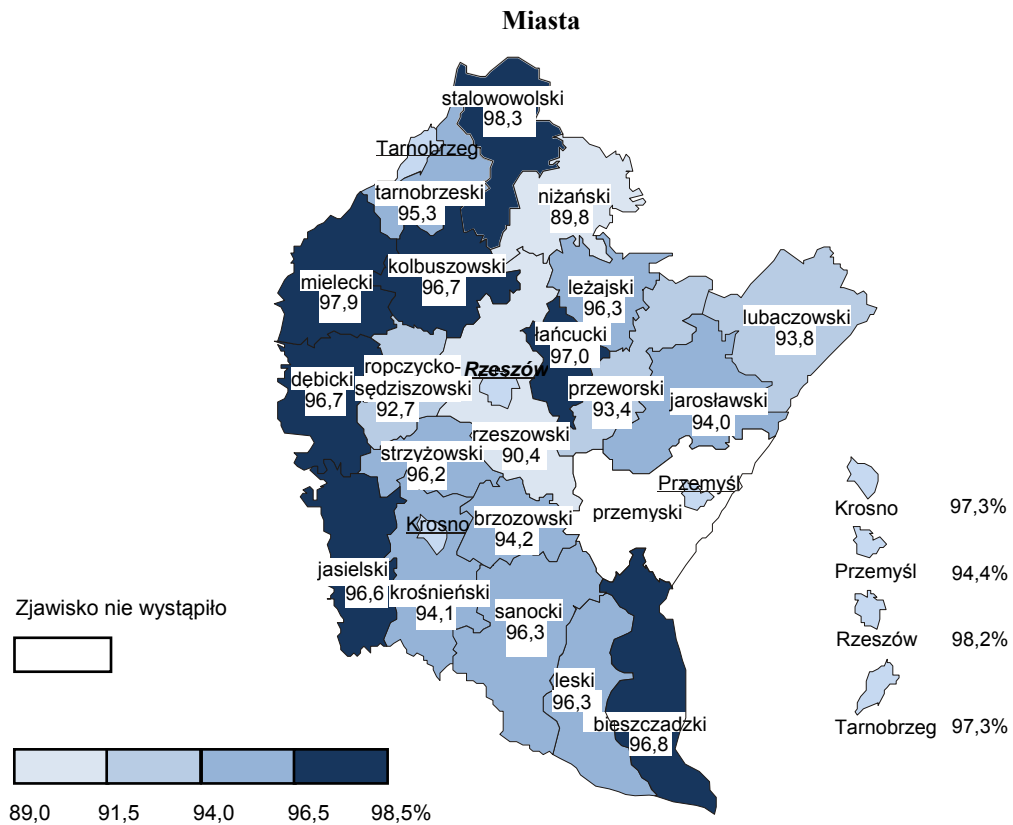 Miasta
stalowowolski
98,3
Tarnobrzeg
tarnobrzeski
95,3
niżański
89,8
kolbuszowski
96,7
mielecki
97,9
leżajski
96,3
lubaczowski
93,8
łańcucki
97,0
ropczycko-
sędziszowski
92,7
Rzeszów
dębicki
96,7
przeworski
93,4
jarosławski
94,0
rzeszowski
90,4
strzyżowski
96,2
Przemyśl
przemyski
Krosno
brzozowski
94,2
jasielski
96,6
krośnieński
94,1
sanocki
96,3
leski
96,3
bieszczadzki
96,8
Krosno 97,3%
Przemyśl 94,4%
Rzeszów 98,2%
Tarnobrzeg 97,3%
Zjawisko nie wystąpiło
89,0 91,5 94,0 96,5 98,5%